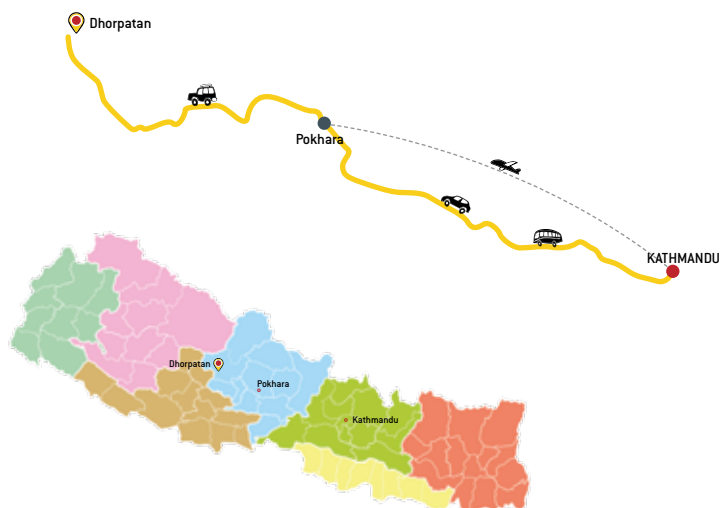 Dhorpatan
Pokhara
KATHMANDU
Dhorpatan
Pokhara
Kathmandu